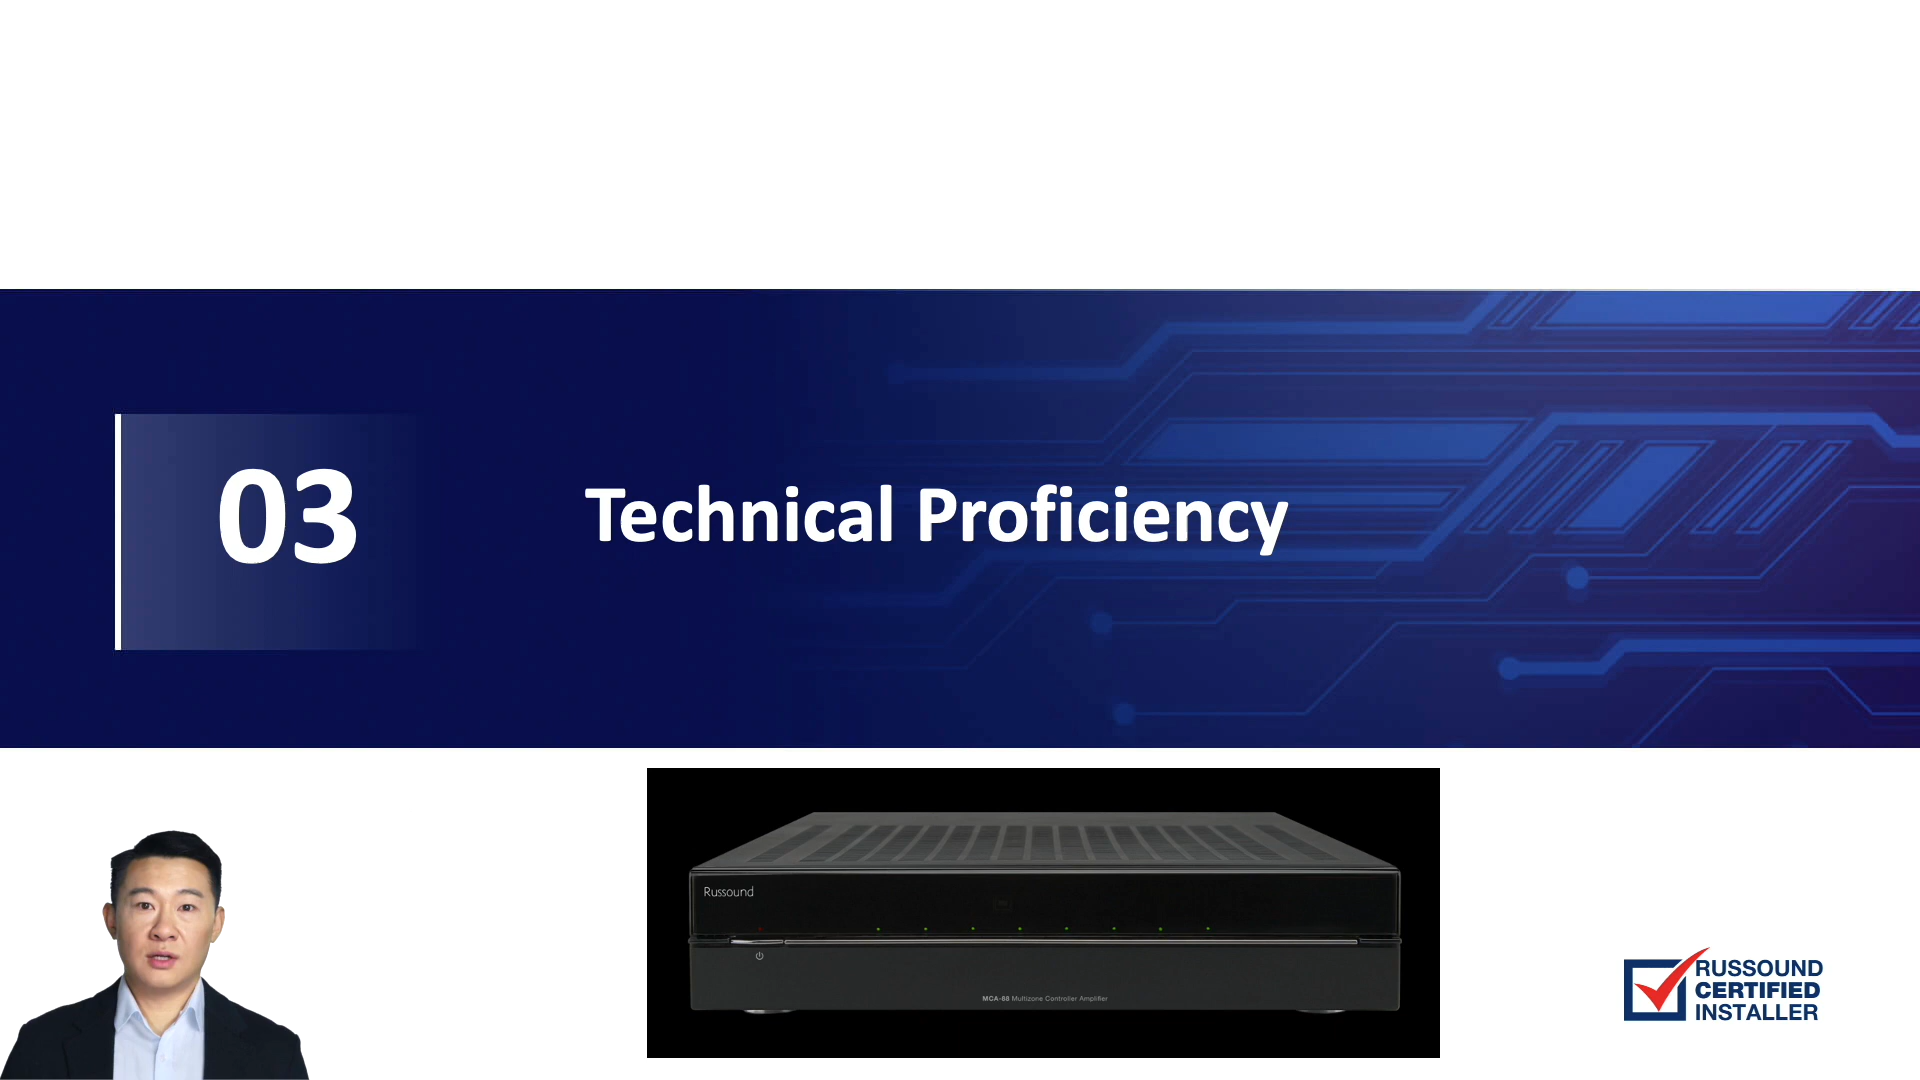 03
Technical Proficiency
Russound
MCA-88 Multizone Controller Amplifier
RUSSOUND
CERTIFIED
INSTALLER